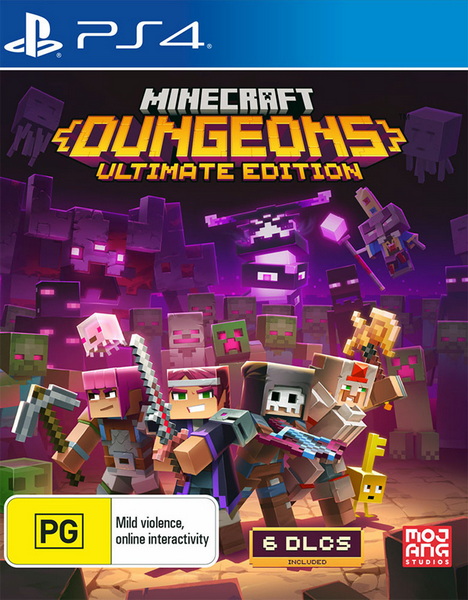 PS4
MINECRAFT
DUNGEONS
ULTIMATE EDITION
PG
Mild violence,
online interactivity
6 DLCS
INCLUDED
MOJ
ANG
STUDIOS